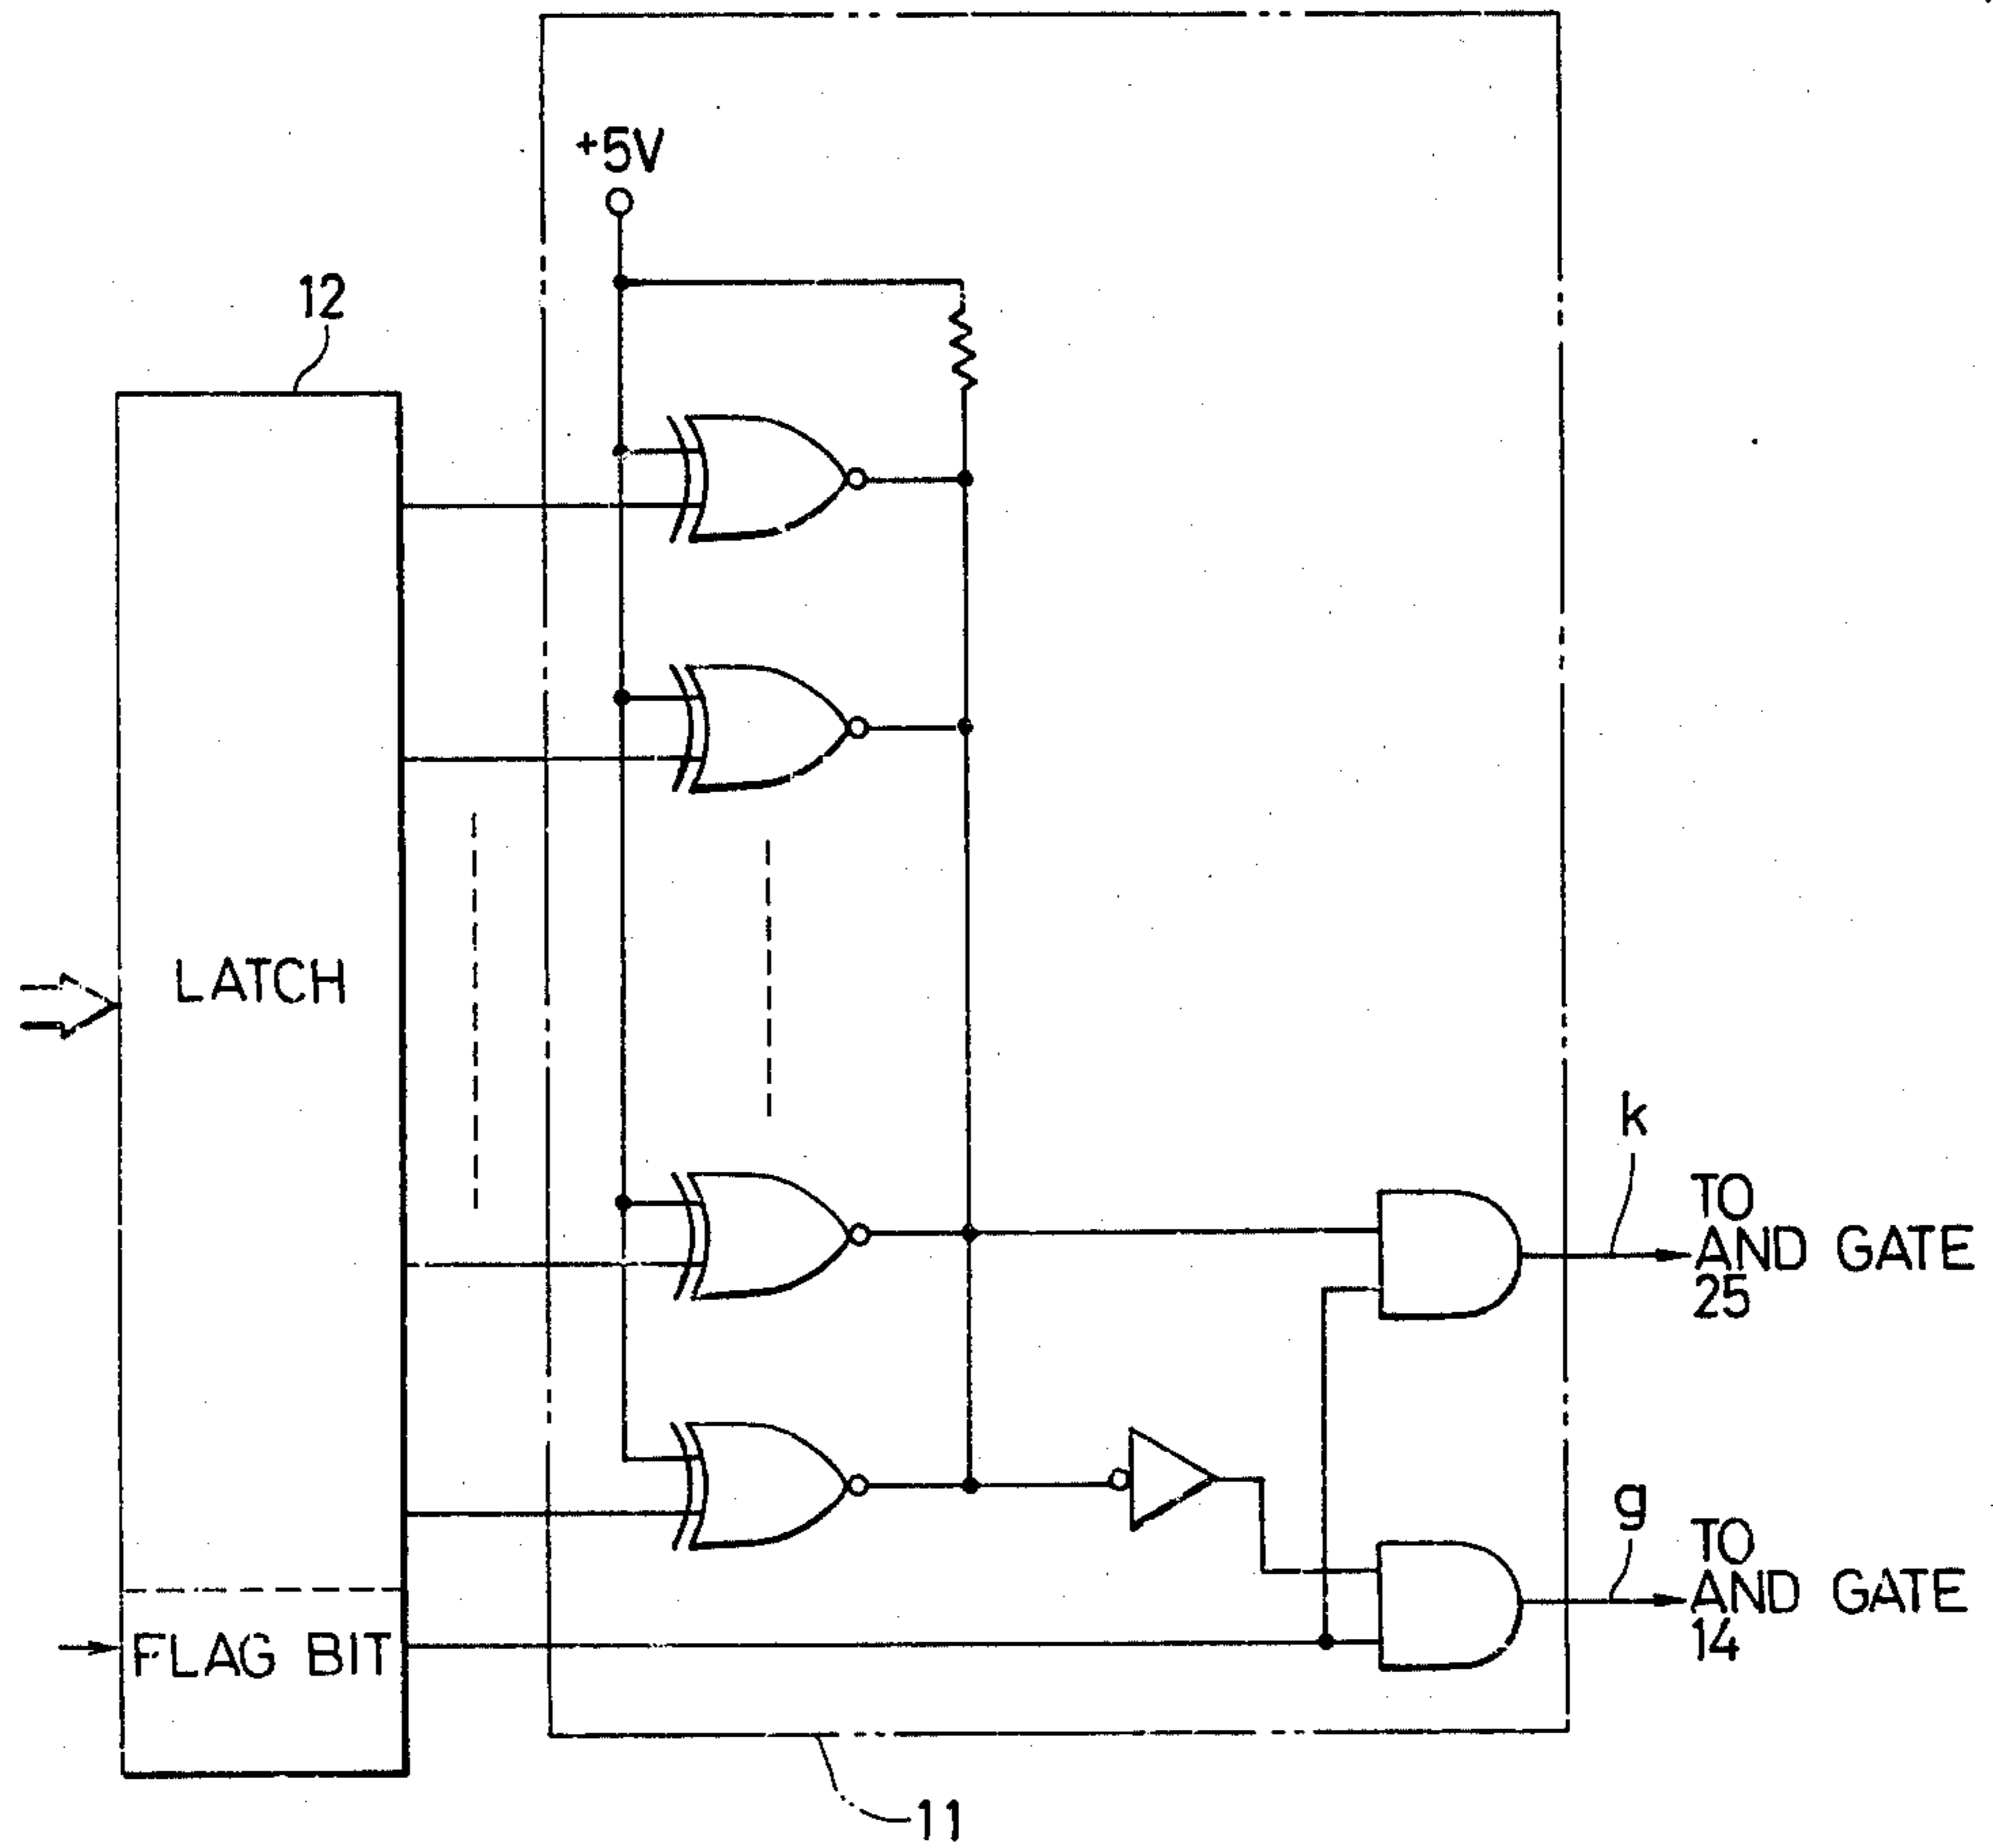 +5V
12
LATCH
k
TO
AND GATE
25
g
TO
AND GATE
14
FLAG BIT
11